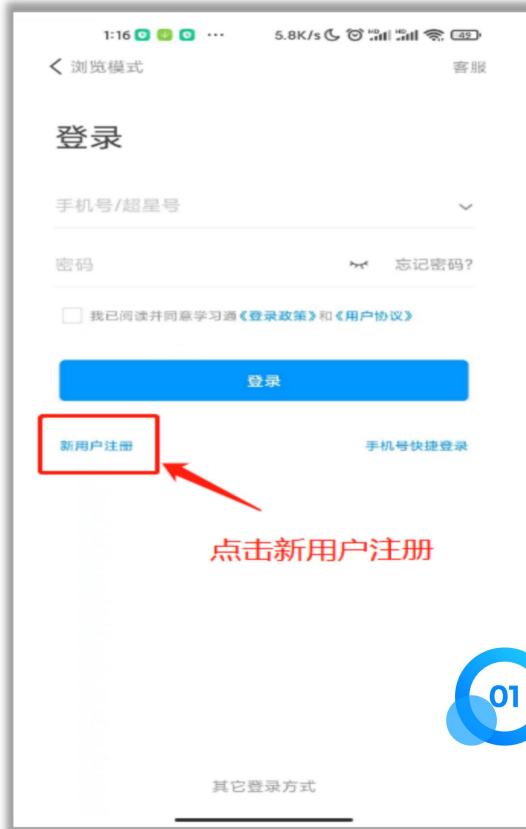 1:16 ... 5.8K/s HD HD 49
浏览模式 客服
登录
手机号/超星号
密码 忘记密码?
我已阅读并同意学习通《登录政策》和《用户协议》
登录
新用户注册 手机号快捷登录
点击新用户注册
01
其它登录方式